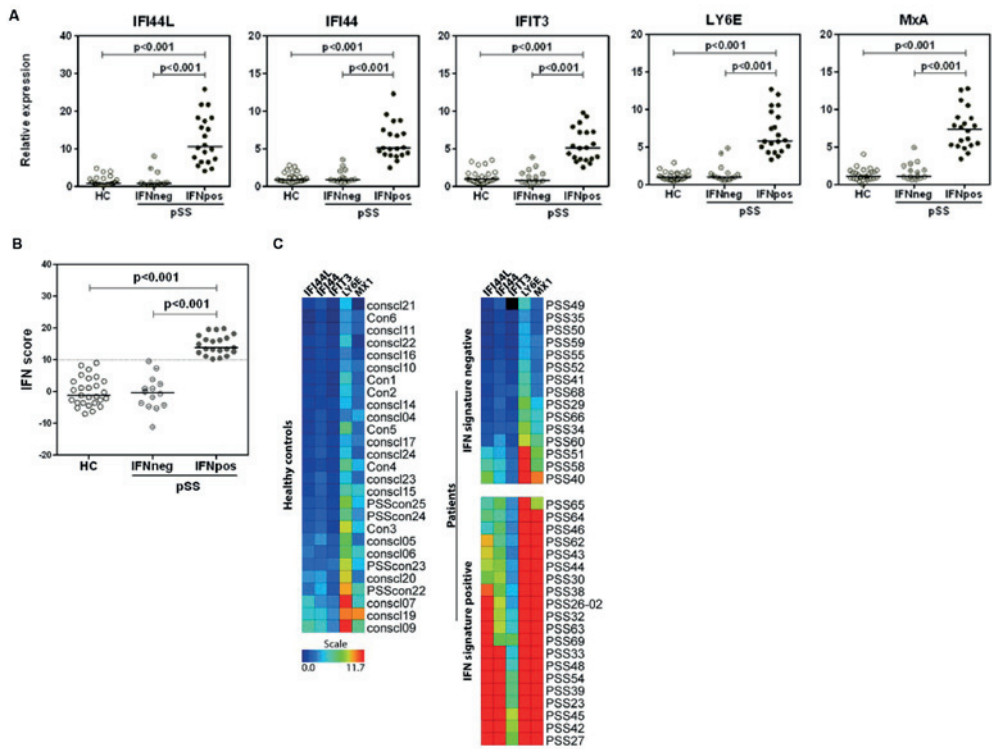 A
IFI44L
IFI44
IFIT3
LY6E
MxA
Relative expression
40
30
20
10
0
p<0.001
p<0.001
HC
IFNneg
IFNpos
pSS
20
15
10
5
0
p<0.001
p<0.001
HC
IFNneg
IFNpos
pSS
20
15
10
5
0
p<0.001
p<0.001
HC
IFNneg
IFNpos
pSS
20
15
10
5
0
p<0.001
p<0.001
HC
IFNneg
IFNpos
pSS
20
15
10
5
0
p<0.001
p<0.001
HC
IFNneg
IFNpos
pSS
B
IFN score
40
30
20
10
0
-10
-20
p<0.001
p<0.001
HC
IFNneg
IFNpos
pSS
C
IFI44L
IFI44
IFIT3
LY6E
MX1
Healthy controls
conscl21
Con6
conscl11
conscl22
conscl16
conscl10
Con1
Con2
conscl14
conscl04
Con5
conscl17
conscl24
Con4
conscl23
conscl15
PSScon25
PSScon24
Con3
conscl05
conscl06
PSScon23
conscl20
PSScon22
conscl07
conscl19
conscl09
Scale
0.0
11.7
IFI44L
IFI44
IFIT3
LY6E
MX1
Patients
IFN signature negative
PSS49
PSS35
PSS50
PSS59
PSS55
PSS52
PSS41
PSS68
PSS29
PSS66
PSS34
PSS60
PSS51
PSS58
PSS40
IFN signature positive
PSS65
PSS64
PSS46
PSS62
PSS43
PSS44
PSS30
PSS38
PSS26-02
PSS32
PSS63
PSS69
PSS33
PSS48
PSS54
PSS39
PSS23
PSS45
PSS42
PSS27